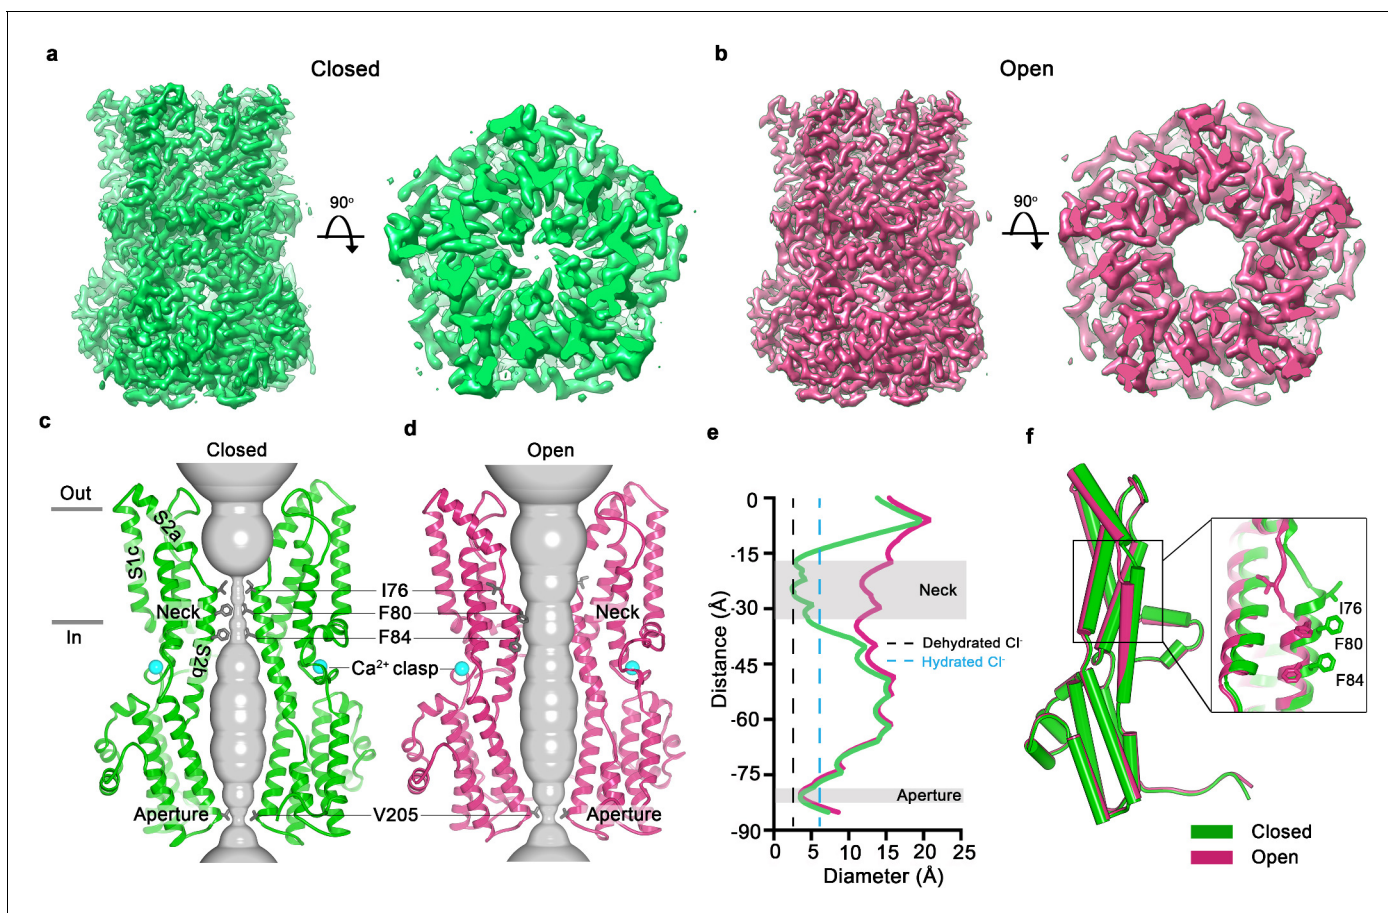 a
Closed
90°
b
Open
90°
c
Closed
Out
In
S1c
S2a
Neck
S2b
Aperture
I76
F80
F84
Ca²⁺ clasp
V205
d
Open
Neck
Aperture
e
0
-15
-30
-45
-60
-75
-90
Distance (Å)
Neck
Dehydrated Cl⁻
Hydrated Cl⁻
Aperture
0 5 10 15 20 25
Diameter (Å)
f
I76
F80
F84
Closed
Open